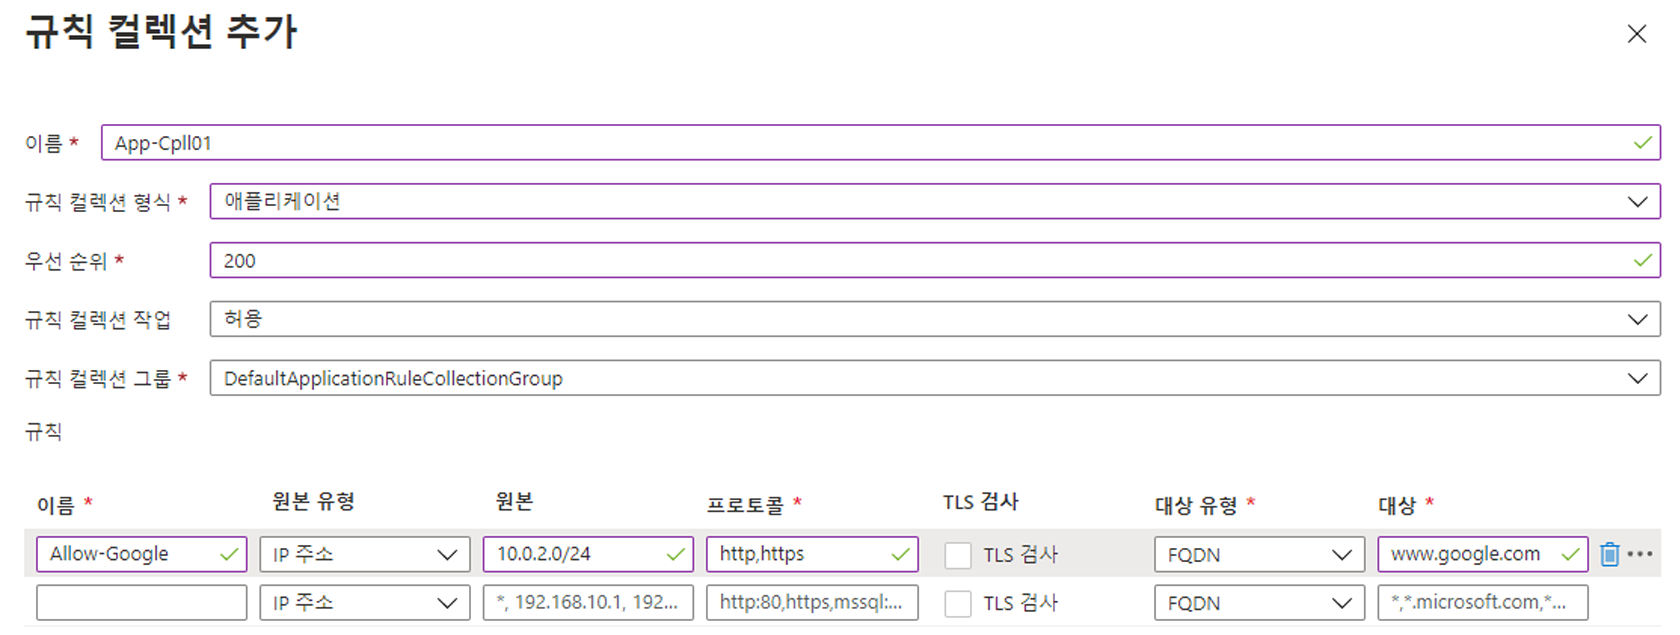 규칙 컬렉션 추가
이름 * App-Cpll01
규칙 컬렉션 형식 * 애플리케이션
우선 순위 * 200
규칙 컬렉션 작업 허용
규칙 컬렉션 그룹 * DefaultApplicationRuleCollectionGroup
규칙
이름 * 원본 유형 원본 프로토콜 * TLS 검사 대상 유형 * 대상 *
Allow-Google IP 주소 10.0.2.0/24 http,https TLS 검사 FQDN www.google.com
IP 주소 *, 192.168.10.1, 192... http:80,https,mssql:... TLS 검사 FQDN *,*.microsoft.com,*...